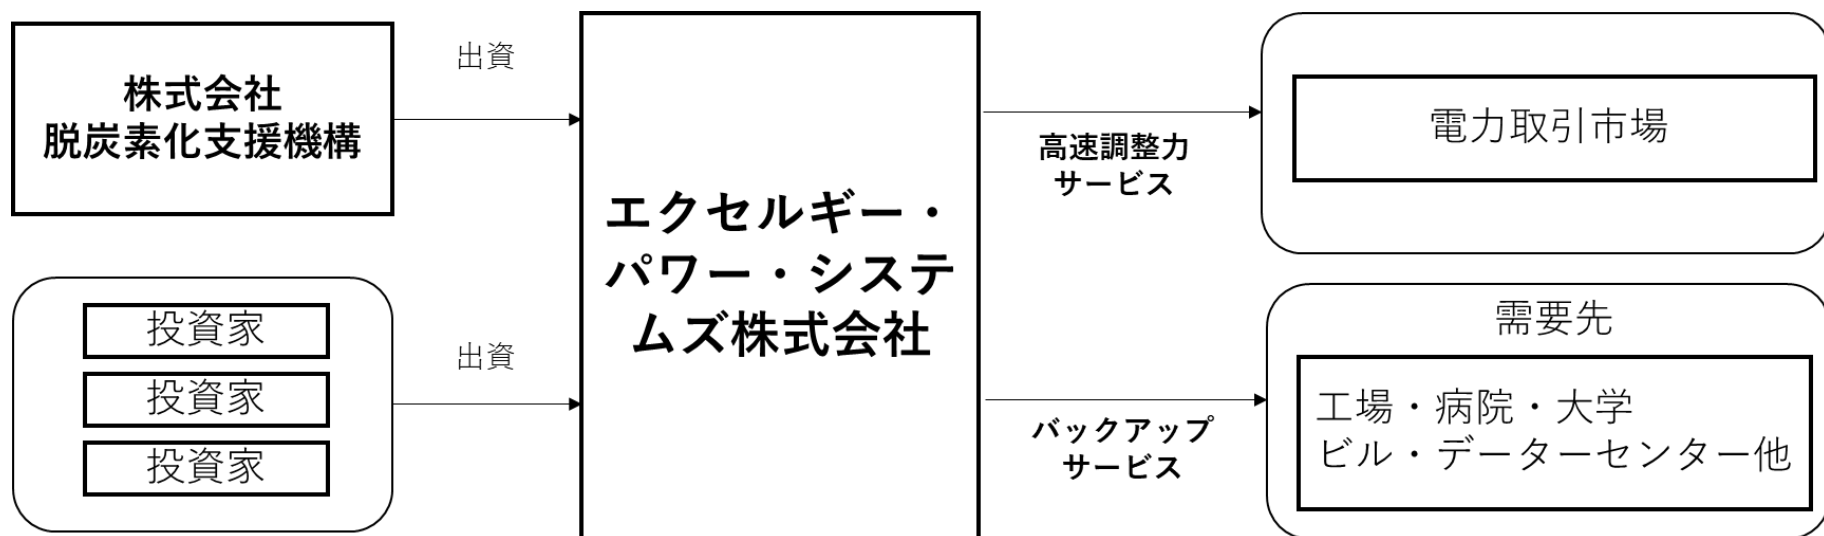 株式会社
脱炭素化支援機構
出資
投資家
投資家
投資家
出資
エクセルギー・
パワー・システ
ムズ株式会社
高速調整力
サービス
電力取引市場
バックアップ
サービス
需要先
工場・病院・大学
ビル・データーセンター他